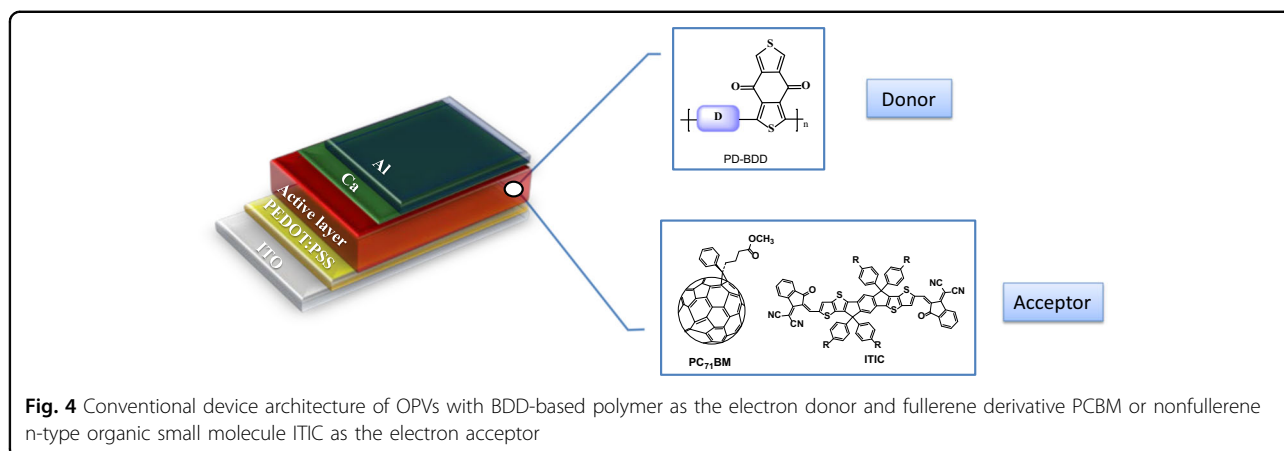 S
O
O
D
S
n
PD-BDD
Donor
Al
Ca
Active layer
PEDOT:PSS
ITO
OCH₃
O
PC₇₁BM
R
R
O
S
S
NC
CN
NC
CN
S
S
O
R
R
ITIC
Acceptor
Fig. 4 Conventional device architecture of OPVs with BDD-based polymer as the electron donor and fullerene derivative PCBM or nonfullerene
n-type organic small molecule ITIC as the electron acceptor